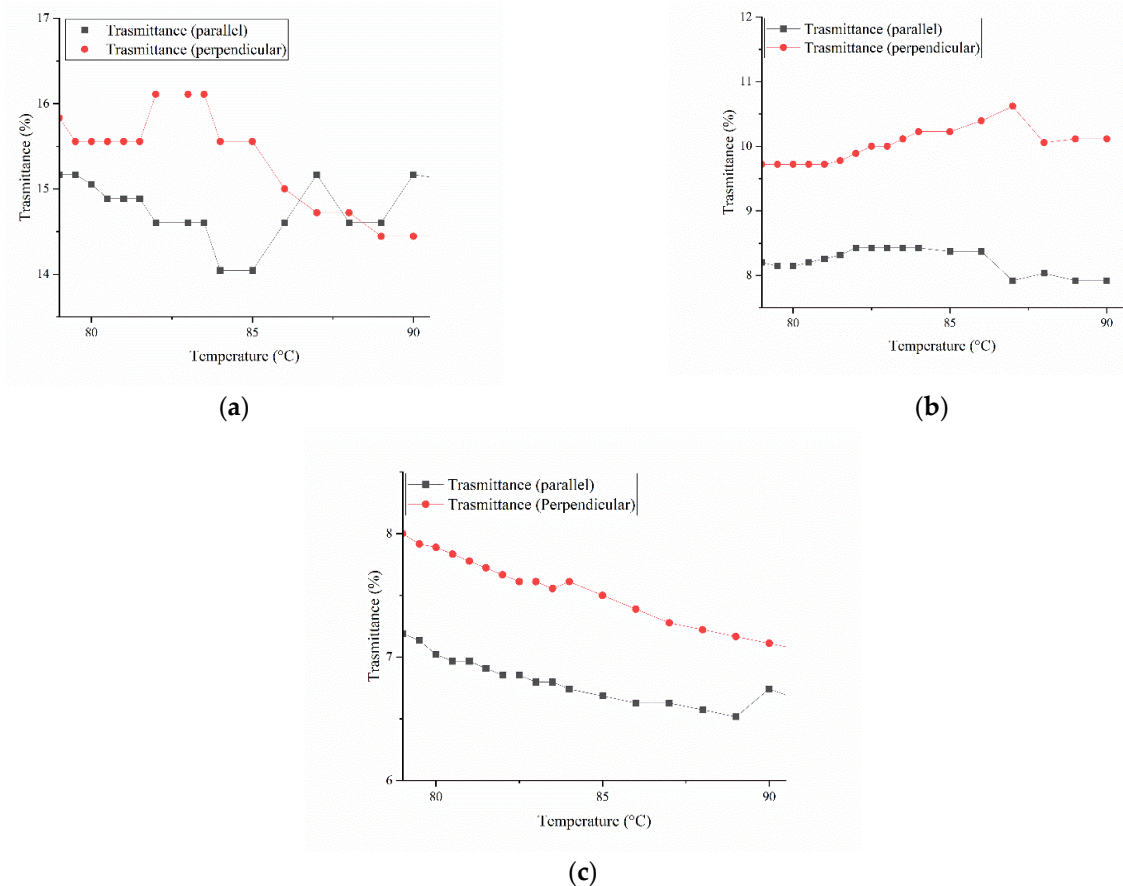 17
16
15
14
Trasmittance (%)
Trasmittance (parallel)
Trasmittance (perpendicular)
80
85
90
Temperature (°C)
(a)
12
11
10
9
8
Trasmittance (%)
Trasmittance (parallel)
Trasmittance (perpendicular)
80
85
90
Temperature (°C)
(b)
8
7
6
Trasmittance (%)
Trasmittance (parallel)
Trasmittance (Perpendicular)
80
85
90
Temperature (°C)
(c)